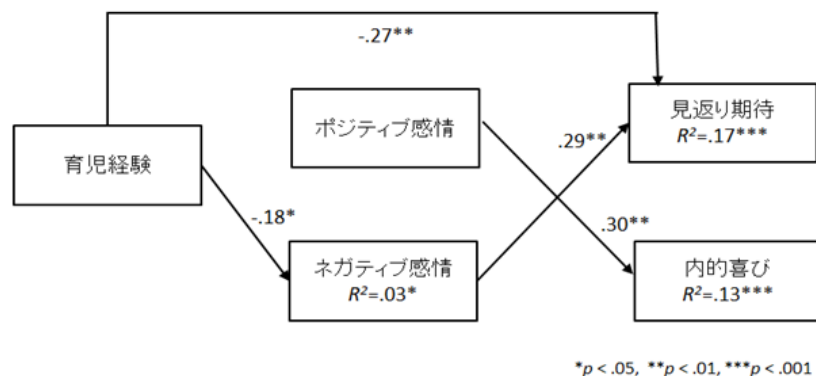 -.27**
育児経験
ポジティブ感情
見返り期待
R²=.17***
.29**
-.18*
.30**
ネガティブ感情
R²=.03*
内的喜び
R²=.13***
*p < .05, **p < .01, ***p < .001